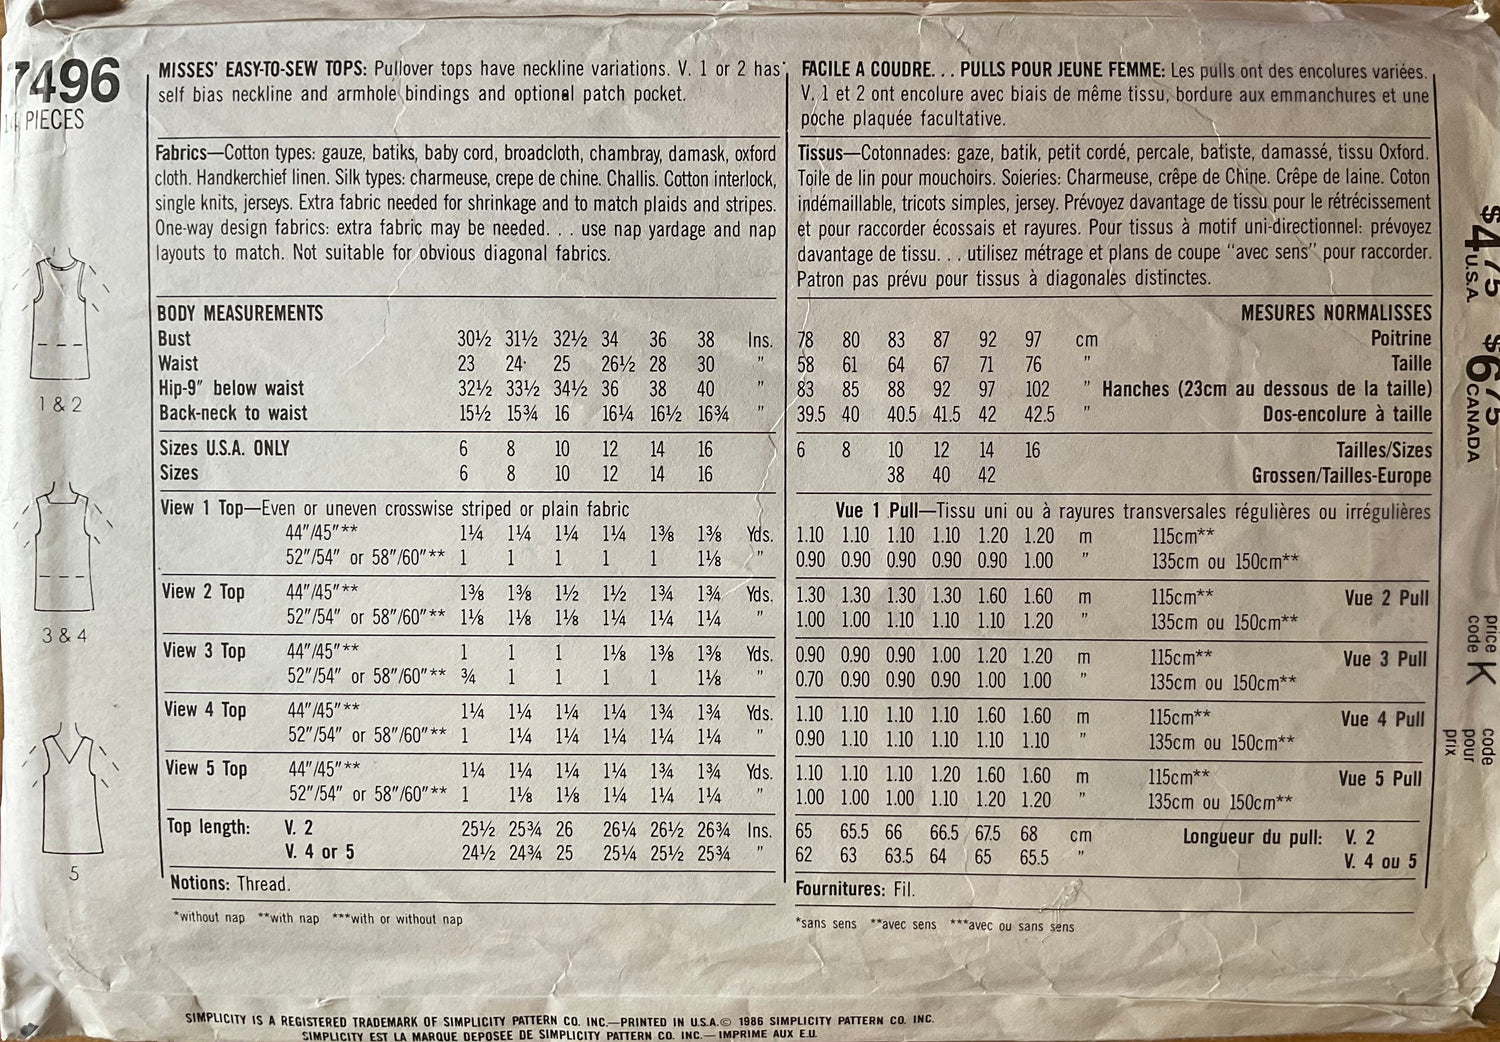 7496
14 PIECES
MISSES' EASY-TO-SEW TOPS: Pullover tops have neckline variations. V. 1 or 2 has
self bias neckline and armhole bindings and optional patch pocket.
Fabrics—Cotton types: gauze, batiks, baby cord, broadcloth, chambray, damask, oxford
cloth. Handkerchief linen. Silk types: charmeuse, crepe de chine. Challis. Cotton interlock,
single knits, jerseys. Extra fabric needed for shrinkage and to match plaids and stripes.
One-way design fabrics: extra fabric may be needed. . . use nap yardage and nap
layouts to match. Not suitable for obvious diagonal fabrics.
BODY MEASUREMENTS
Bust 30½ 31½ 32½ 34 36 38 Ins.
Waist 23 24 25 26½ 28 30 "
Hip-9" below waist 32½ 33½ 34½ 36 38 40 "
Back-neck to waist 15½ 15¾ 16 16¼ 16½ 16¾ "
Sizes U.S.A. ONLY 6 8 10 12 14 16
Sizes 6 8 10 12 14 16
View 1 Top—Even or uneven crosswise striped or plain fabric
44"/45"** 1¼ 1¼ 1¼ 1¼ 1⅜ 1⅜ Yds.
52"/54" or 58"/60"** 1 1 1 1 1 1⅛ "
View 2 Top 44"/45"** 1⅜ 1⅜ 1½ 1½ 1¾ 1¾ Yds.
52"/54" or 58"/60"** 1⅛ 1⅛ 1⅛ 1¼ 1¼ 1¼ "
View 3 Top 44"/45"** 1 1 1 1⅛ 1⅜ 1⅜ Yds.
52"/54" or 58"/60"** ¾ 1 1 1 1 1⅛ "
View 4 Top 44"/45"** 1¼ 1¼ 1¼ 1¼ 1¾ 1¾ Yds.
52"/54" or 58"/60"** 1 1¼ 1¼ 1¼ 1¼ 1¼ "
View 5 Top 44"/45"** 1¼ 1¼ 1¼ 1¼ 1¾ 1¾ Yds.
52"/54" or 58"/60"** 1 1⅛ 1⅛ 1¼ 1¼ 1¼ "
Top length: V. 2 25½ 25¾ 26 26¼ 26½ 26¾ Ins.
V. 4 or 5 24½ 24¾ 25 25¼ 25½ 25¾ "
Notions: Thread.
*without nap **with nap ***with or without nap
1 & 2
3 & 4
5
FACILE A COUDRE. . . PULLS POUR JEUNE FEMME: Les pulls ont des encolures variées.
V. 1 et 2 ont encolure avec biais de même tissu, bordure aux emmanchures et une
poche plaquée facultative.
Tissus—Cotonnades: gaze, batik, petit cordé, percale, batiste, damassé, tissu Oxford.
Toile de lin pour mouchoirs. Soieries: Charmeuse, crêpe de Chine. Crêpe de laine. Coton
indémaillable, tricots simples, jersey. Prévoyez davantage de tissu pour le rétrécissement
et pour raccorder écossais et rayures. Pour tissus à motif uni-directionnel: prévoyez
davantage de tissu. . . utilisez métrage et plans de coupe "avec sens" pour raccorder.
Patron pas prévu pour tissus à diagonales distinctes.
MESURES NORMALISSES
78 80 83 87 92 97 cm Poitrine
58 61 64 67 71 76 " Taille
83 85 88 92 97 102 " Hanches (23cm au dessous de la taille)
39.5 40 40.5 41.5 42 42.5 " Dos-encolure à taille
6 8 10 12 14 16 Tailles/Sizes
38 40 42 Grossen/Tailles-Europe
Vue 1 Pull—Tissu uni ou à rayures transversales régulières ou irrégulières
1.10 1.10 1.10 1.10 1.20 1.20 m 115cm**
0.90 0.90 0.90 0.90 0.90 1.00 " 135cm ou 150cm**
1.30 1.30 1.30 1.30 1.60 1.60 m 115cm** Vue 2 Pull
1.00 1.00 1.10 1.10 1.10 1.20 " 135cm ou 150cm**
0.90 0.90 0.90 1.00 1.20 1.20 m 115cm** Vue 3 Pull
0.70 0.90 0.90 0.90 1.00 1.00 " 135cm ou 150cm**
1.10 1.10 1.10 1.10 1.60 1.60 m 115cm** Vue 4 Pull
0.90 1.10 1.10 1.10 1.10 1.10 " 135cm ou 150cm**
1.10 1.10 1.10 1.20 1.60 1.60 m 115cm** Vue 5 Pull
1.00 1.00 1.00 1.10 1.20 1.20 " 135cm ou 150cm**
65 65.5 66 66.5 67.5 68 cm Longueur du pull: V. 2
62 63 63.5 64 65 65.5 " V. 4 ou 5
Fournitures: Fil.
*sans sens **avec sens ***avec ou sans sens
$4.75 U.S.A.
$6.75 CANADA
price
code K
code
pour
prix
SIMPLICITY IS A REGISTERED TRADEMARK OF SIMPLICITY PATTERN CO. INC.—PRINTED IN U.S.A.© 1986 SIMPLICITY PATTERN CO. INC.
SIMPLICITY EST LA MARQUE DEPOSEE DE SIMPLICITY PATTERN CO. INC.—IMPRIME AUX E.U.